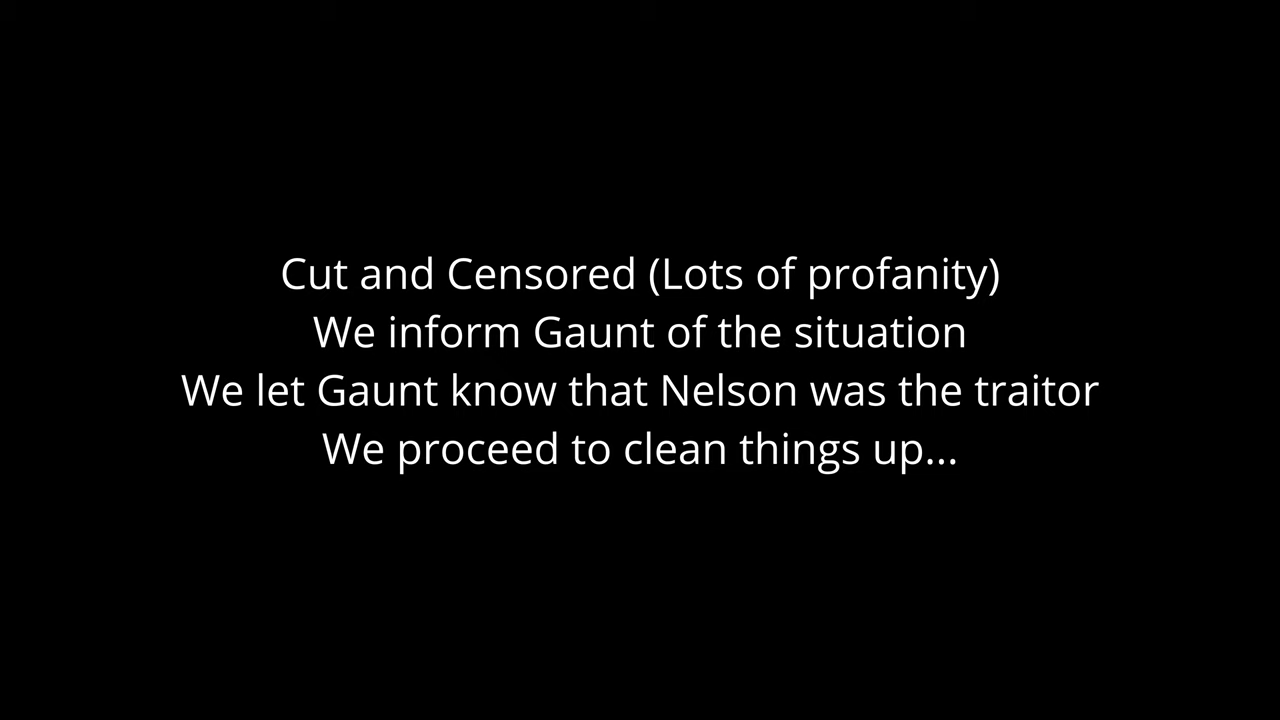 Cut and Censored (Lots of profanity)
We inform Gaunt of the situation
We let Gaunt know that Nelson was the traitor
We proceed to clean things up...